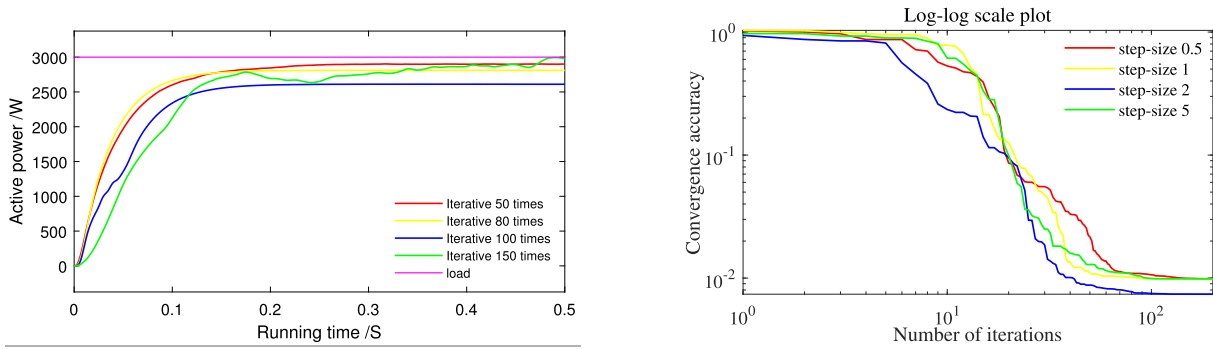 3000
2500
2000
1500
1000
500
0
Active power /W
0
0.1
0.2
0.3
0.4
0.5
Running time /S
Iterative 50 times
Iterative 80 times
Iterative 100 times
Iterative 150 times
load
Log-log scale plot
10^0
10^-1
10^-2
Convergence accuracy
10^0
10^1
10^2
Number of iterations
step-size 0.5
step-size 1
step-size 2
step-size 5